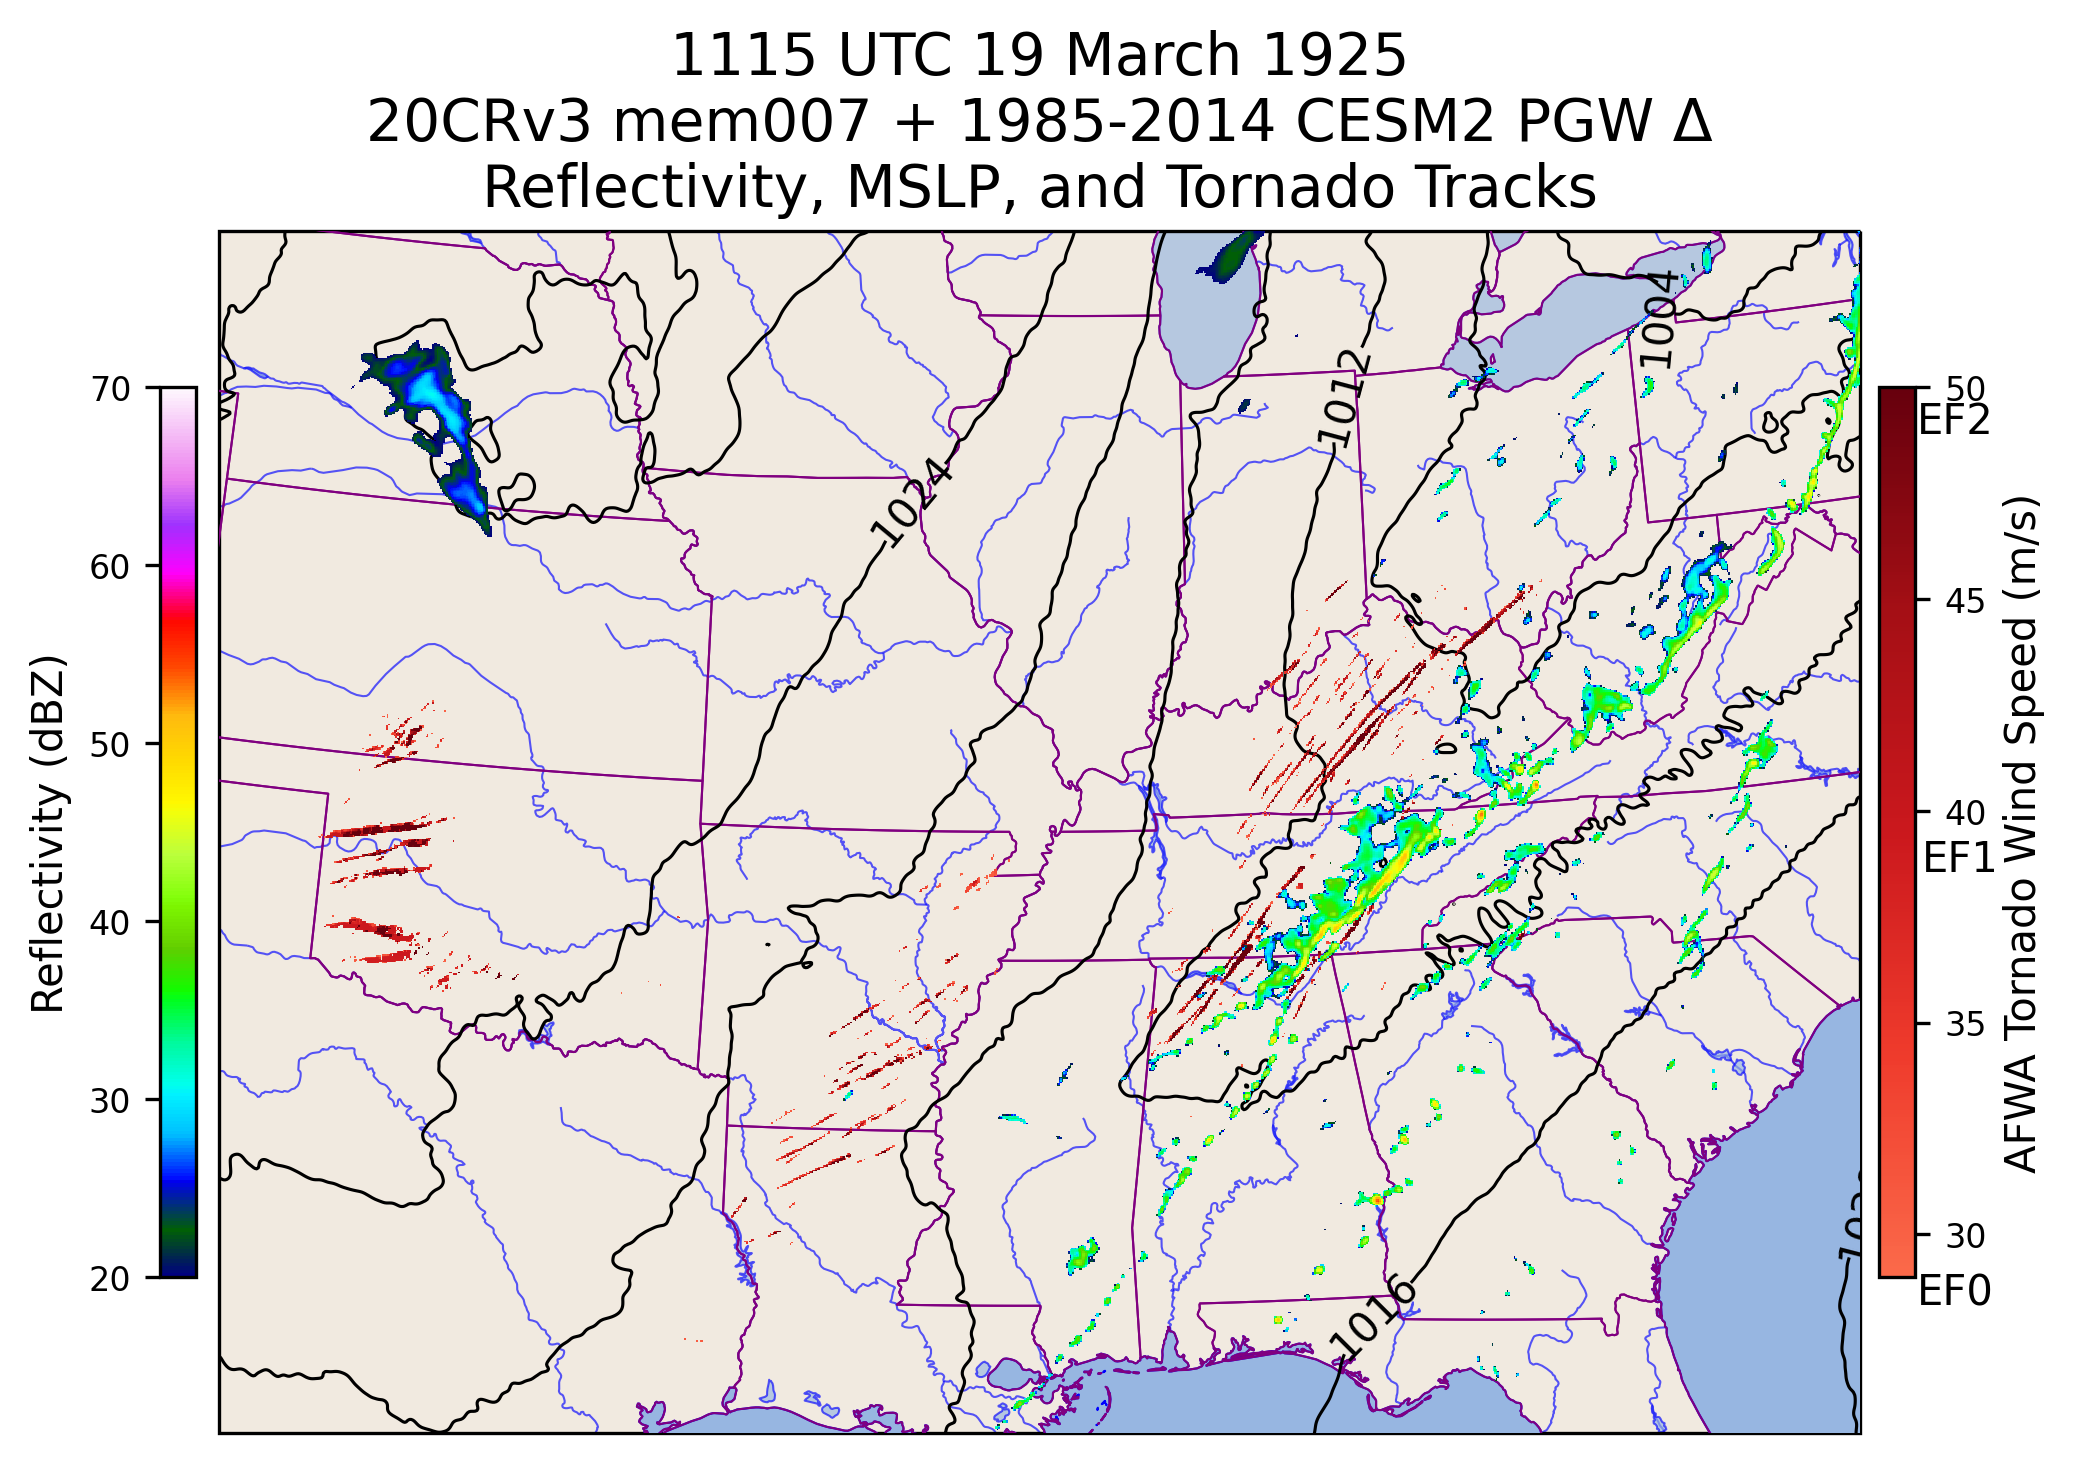 1115 UTC 19 March 1925
20CRv3 mem007 + 1985-2014 CESM2 PGW Δ
Reflectivity, MSLP, and Tornado Tracks
Reflectivity (dBZ)
70
60
50
40
30
20
1004
1012
1024
1016
50
EF2
45
40
EF1
35
30
EF0
AFWA Tornado Wind Speed (m/s)